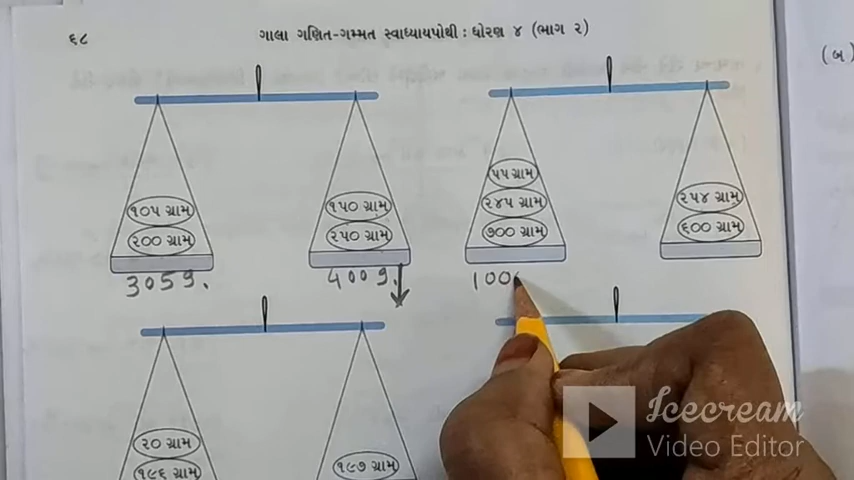 ૬૮
ગાલા ગણિત-ગમ્મત સ્વાધ્યાયપોથી : ધોરણ ૪ (ભાગ ૨)
(બ)
૧૦૫ ગ્રામ
૨૦૦ ગ્રામ
305g.
૧૫૦ ગ્રામ
૨૫૦ ગ્રામ
400g.
૫૫ ગ્રામ
૨૪૫ ગ્રામ
૭૦૦ ગ્રામ
100
૨૫૪ ગ્રામ
૬૦૦ ગ્રામ
૨૦ ગ્રામ
૧૯૬ ગ્રામ
૧૯૭ ગ્રામ
Icecream
Video Editor